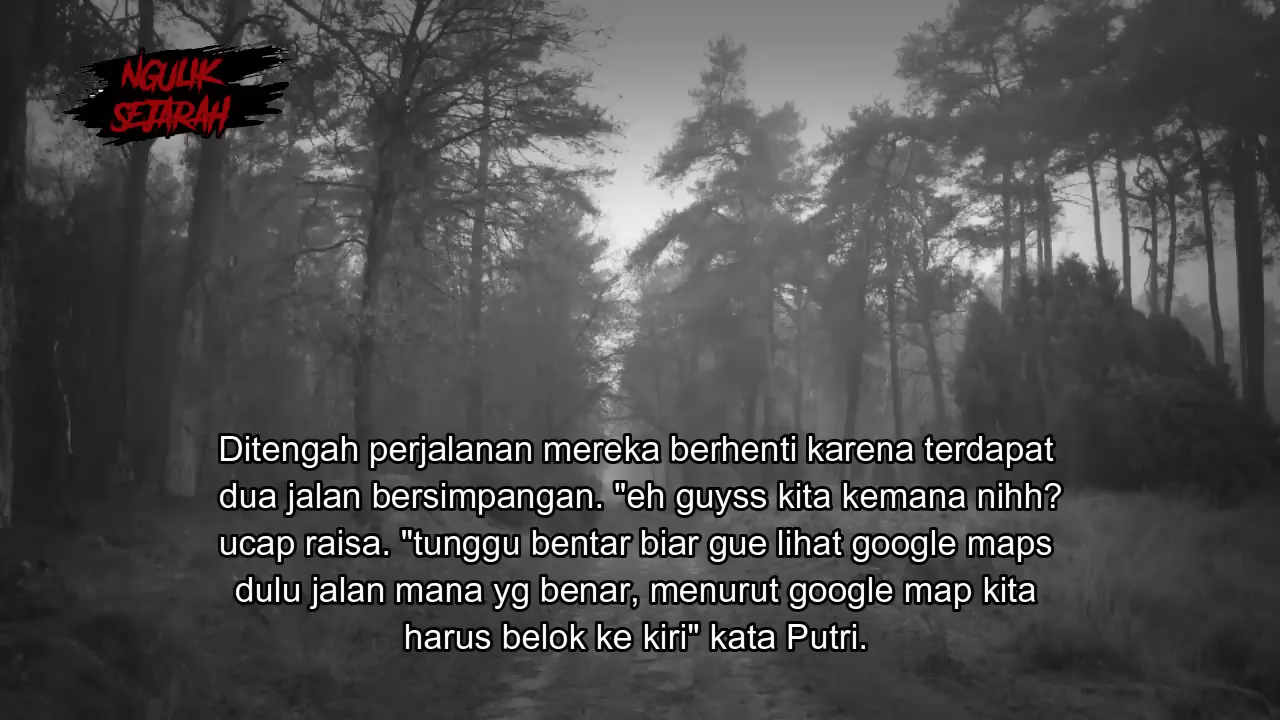 NGULIK
SEJARAH
Ditengah perjalanan mereka berhenti karena terdapat
dua jalan bersimpangan. "eh guyss kita kemana nihh?
ucap raisa. "tunggu bentar biar gue lihat google maps
dulu jalan mana yg benar, menurut google map kita
harus belok ke kiri" kata Putri.